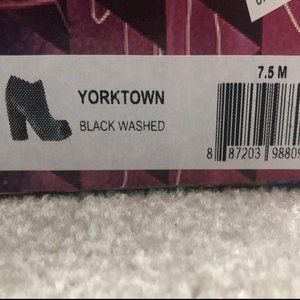 YORKTOWN
BLACK WASHED
7.5 M
8 87203 98809